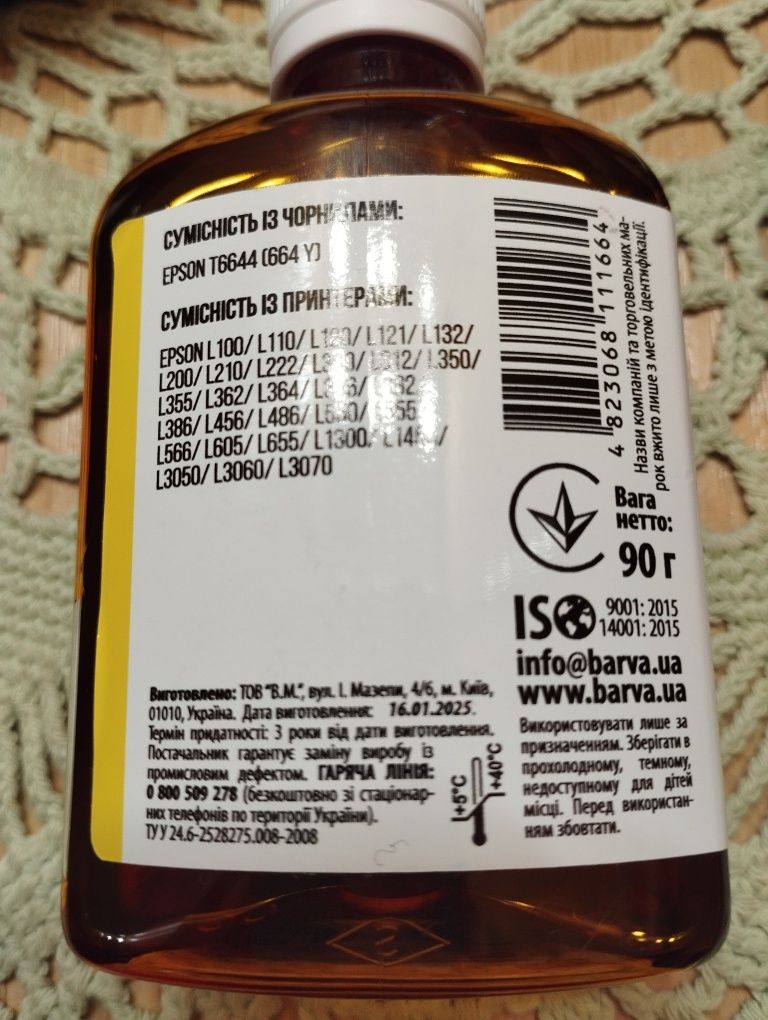 СУМІСНІСТЬ ІЗ ЧОРНИЛАМИ:
EPSON T6644 (664 Y)
СУМІСНІСТЬ ІЗ ПРИНТЕРАМИ:
EPSON L100/ L110/ L121/ L132/
L200/ L210/ L222/ L350/
L355/ L362/ L364/
L386/ L456/ L486/
L566/ L605/ L655/ L1300/
L3050/ L3060/ L3070
4 823068 111664
Назви компаній та торговельних ма-
рок вжито лише з метою ідентифікації.
Вага
нетто:
90 г
ISO 9001: 2015
14001: 2015
info@barva.ua
www.barva.ua
Виготовлено: ТОВ "В.М.", вул. І. Мазепи, 4/6, м. Київ,
01010, Україна. Дата виготовлення: 16.01.2025.
Термін придатності: 3 роки від дати виготовлення.
Постачальник гарантує заміну виробу із
промисловим дефектом. ГАРЯЧА ЛІНІЯ:
0 800 509 278 (безкоштовно зі стаціонар-
них телефонів по території України).
ТУ У 24.6-2528275.008-2008
+5°C
+40°C
Використовувати лише за
призначенням. Зберігати в
прохолодному, темному,
недоступному для дітей
місці. Перед використан-
ням збовтати.
S